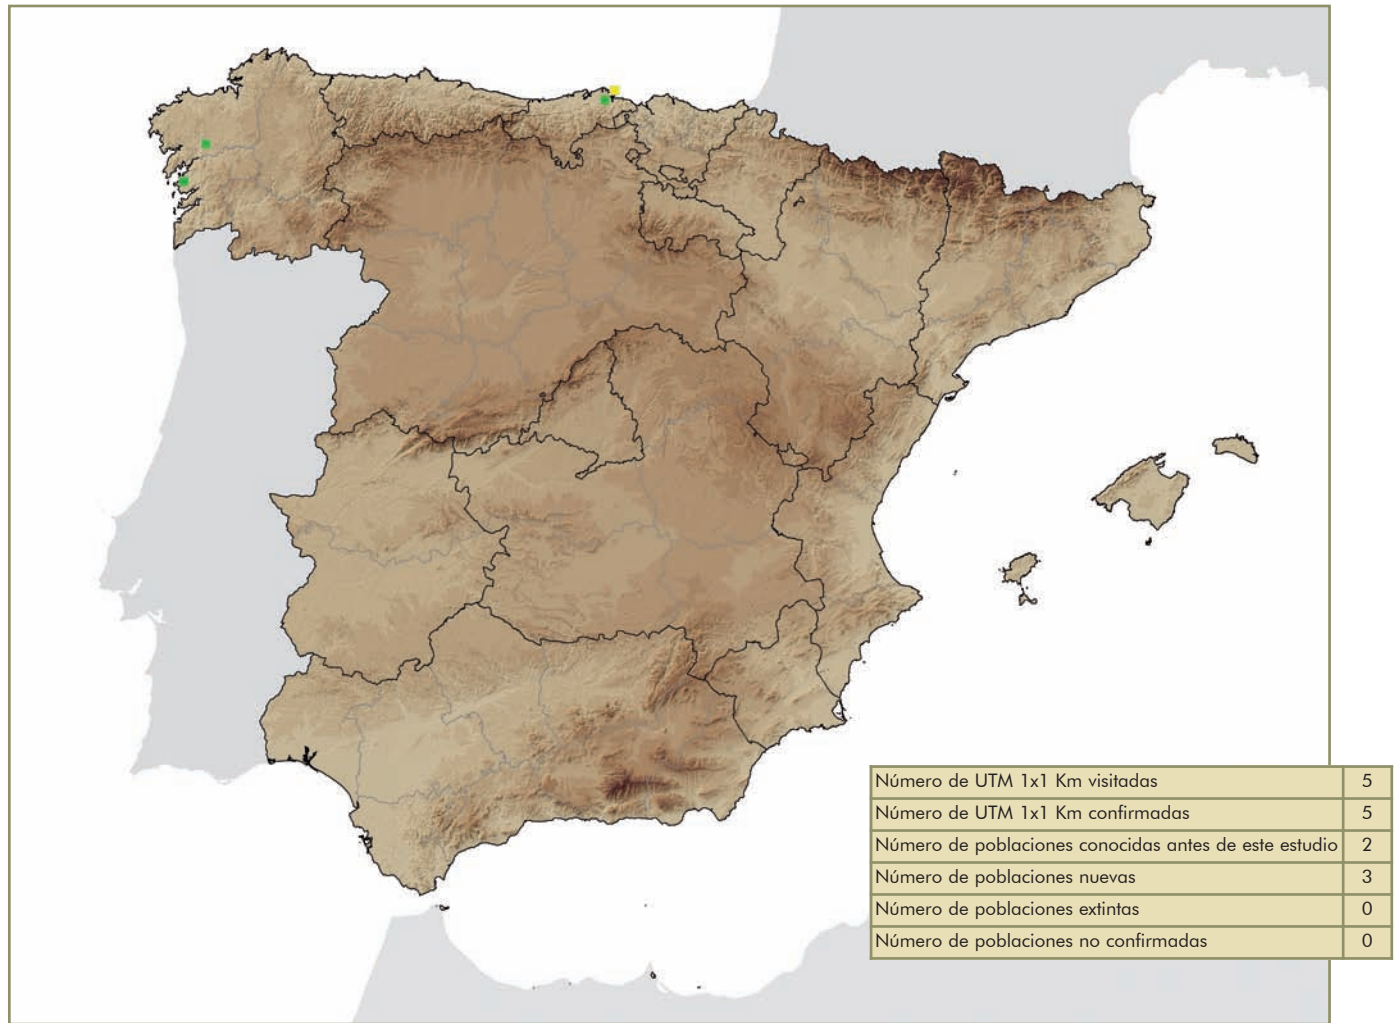 Número de UTM 1x1 Km visitadas 5
Número de UTM 1x1 Km confirmadas 5
Número de poblaciones conocidas antes de este estudio 2
Número de poblaciones nuevas 3
Número de poblaciones extintas 0
Número de poblaciones no confirmadas 0